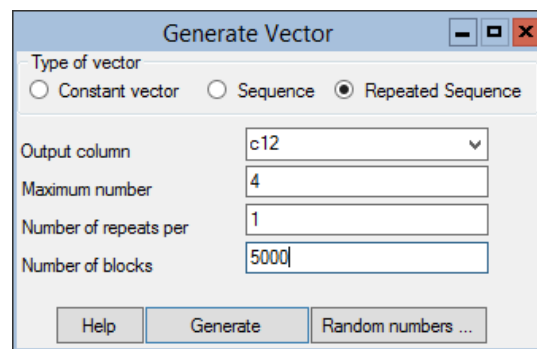 Generate Vector
Type of vector
Constant vector Sequence Repeated Sequence
Output column c12
Maximum number 4
Number of repeats per 1
Number of blocks 5000
Help Generate Random numbers ...